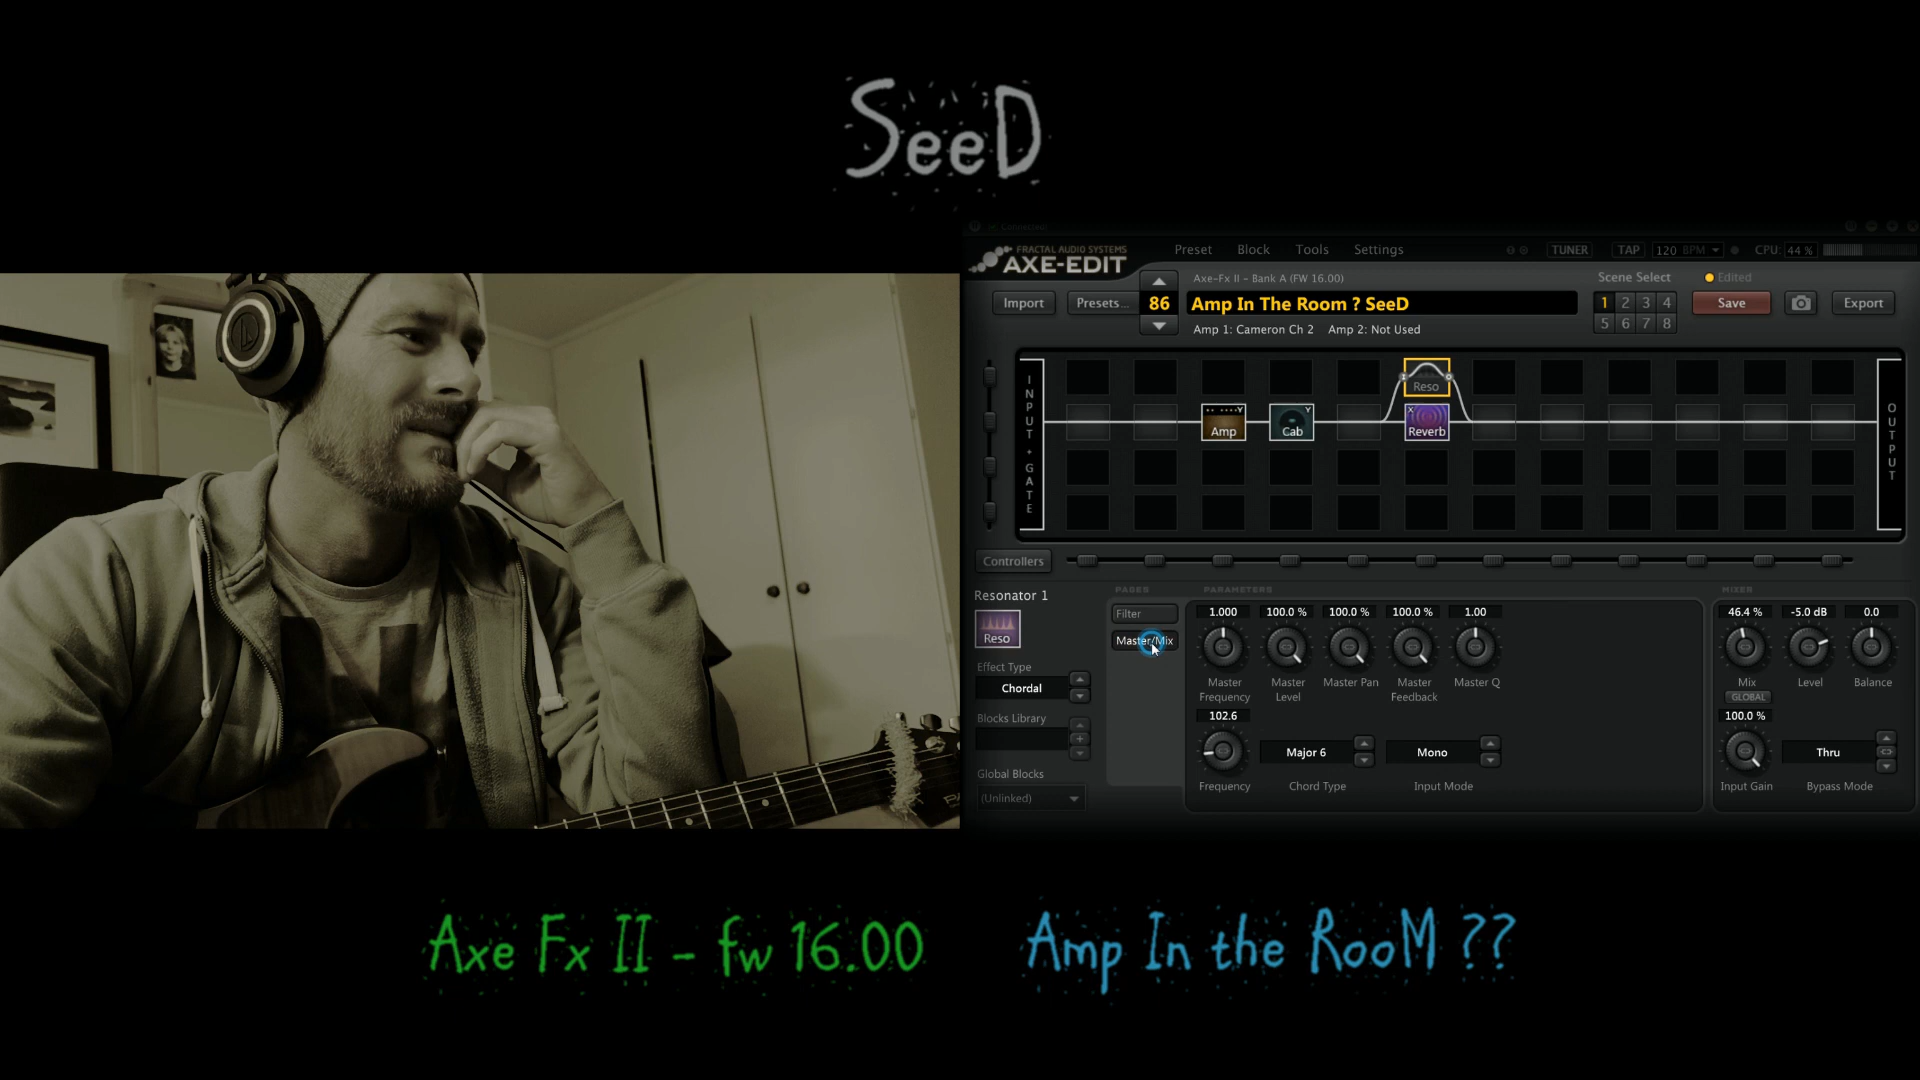 SeeD
FRACTAL AUDIO SYSTEMS
AXE-EDIT
Preset Block Tools Settings
TUNER TAP 120 BPM CPU: 44 %
Axe-Fx II - Bank A (FW 16.00)
Scene Select Edited
Import Presets... 86 Amp In The Room ? SeeD
1 2 3 4
Save Export
5 6 7 8
Amp 1: Cameron Ch 2 Amp 2: Not Used
INPUT + GATE
Reso
Amp Cab Reverb
OUTPUT
Controllers
Resonator 1
Reso
Effect Type
Chordal
Blocks Library
Global Blocks
(Unlinked)
PAGES
Filter
Master/Mix
PARAMETERS
1.000 100.0 % 100.0 % 100.0 % 1.00
Master Frequency Master Level Master Pan Master Feedback Master Q
102.6 Major 6 Mono
Frequency Chord Type Input Mode
MIXER
46.4 % -5.0 dB 0.0
Mix Level Balance
GLOBAL
100.0 % Thru
Input Gain Bypass Mode
Axe Fx II - fw 16.00 Amp In the RooM ??